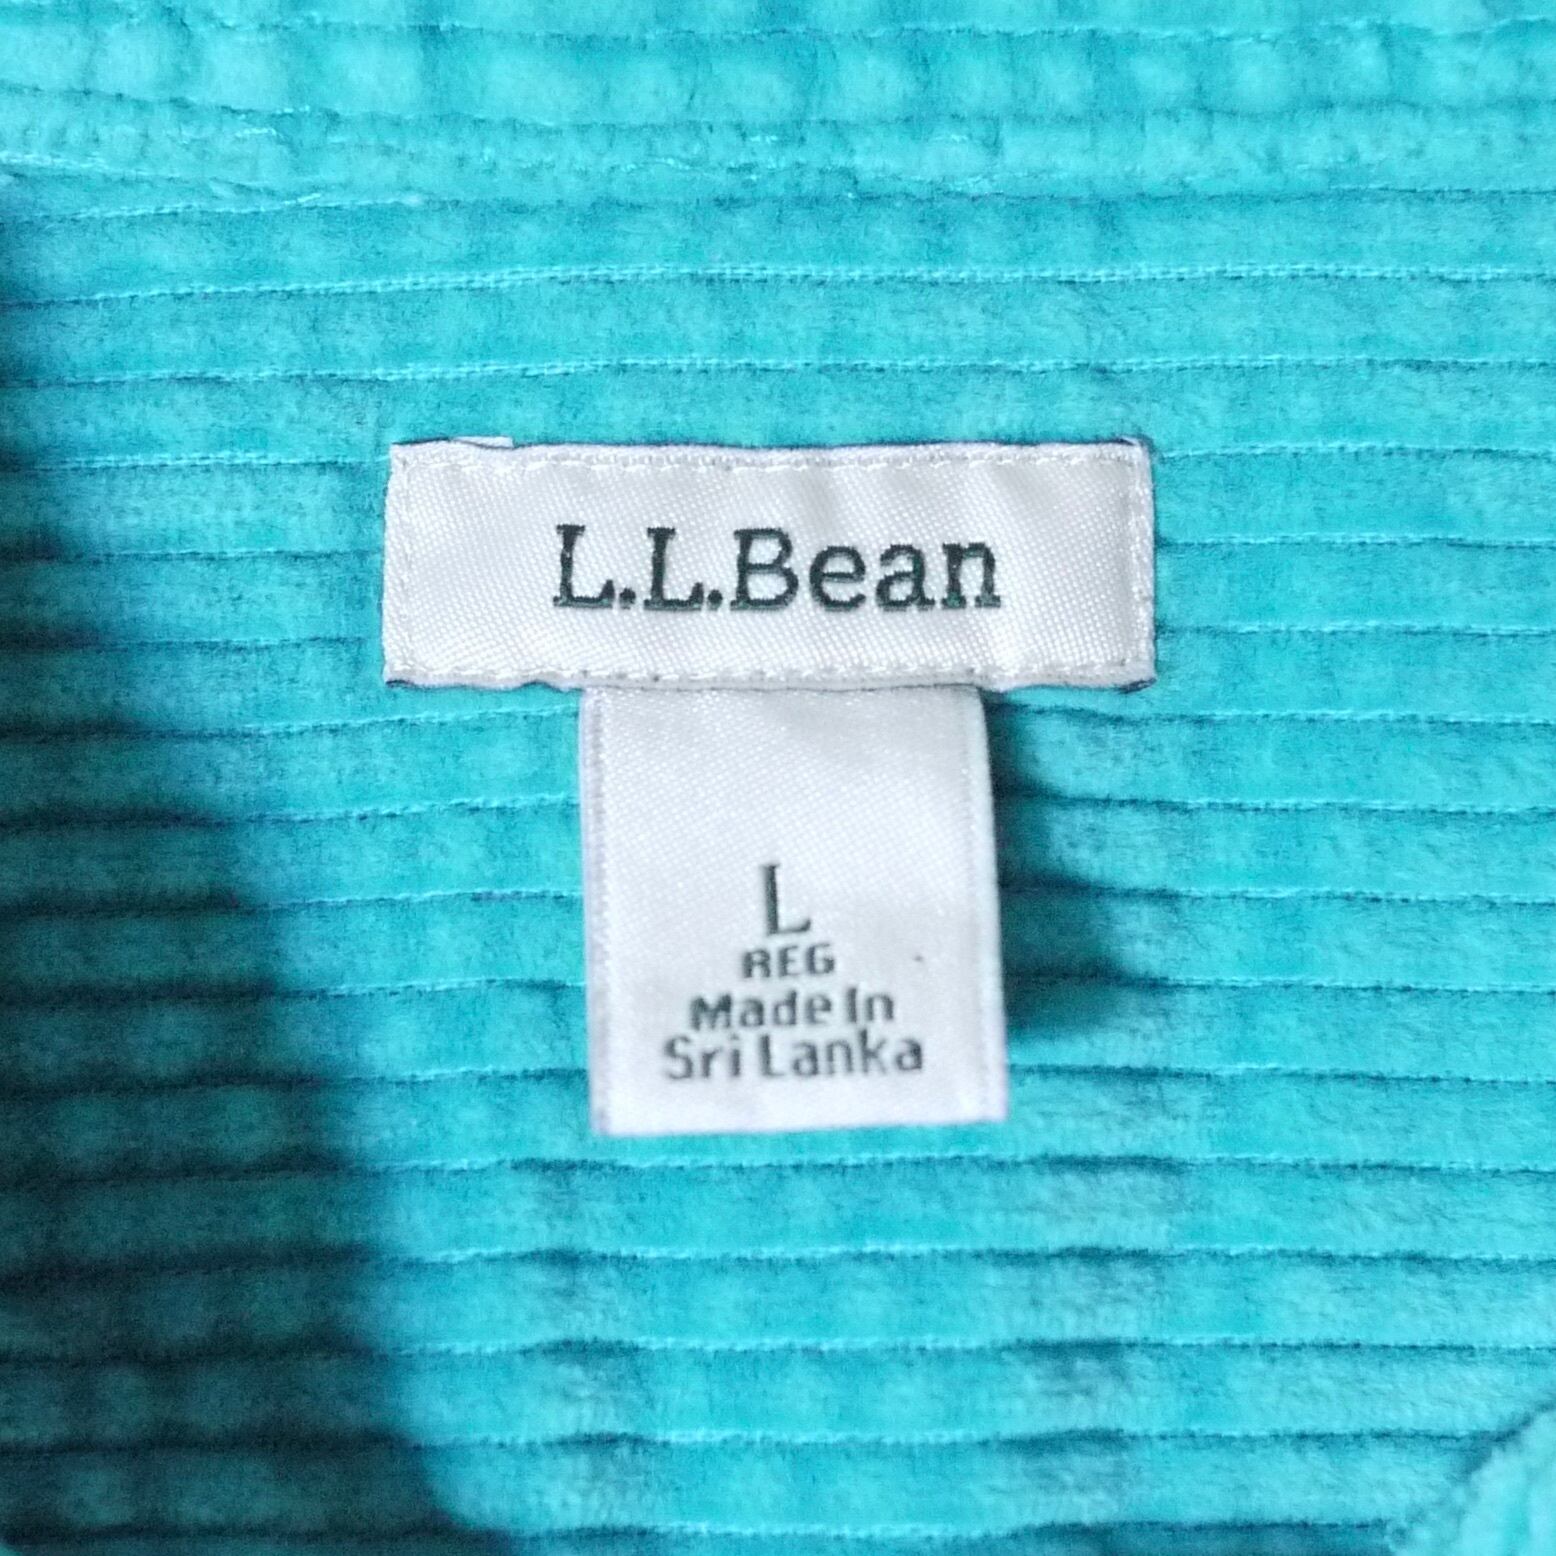 L.L.Bean
L
REG
Made In
Sri Lanka